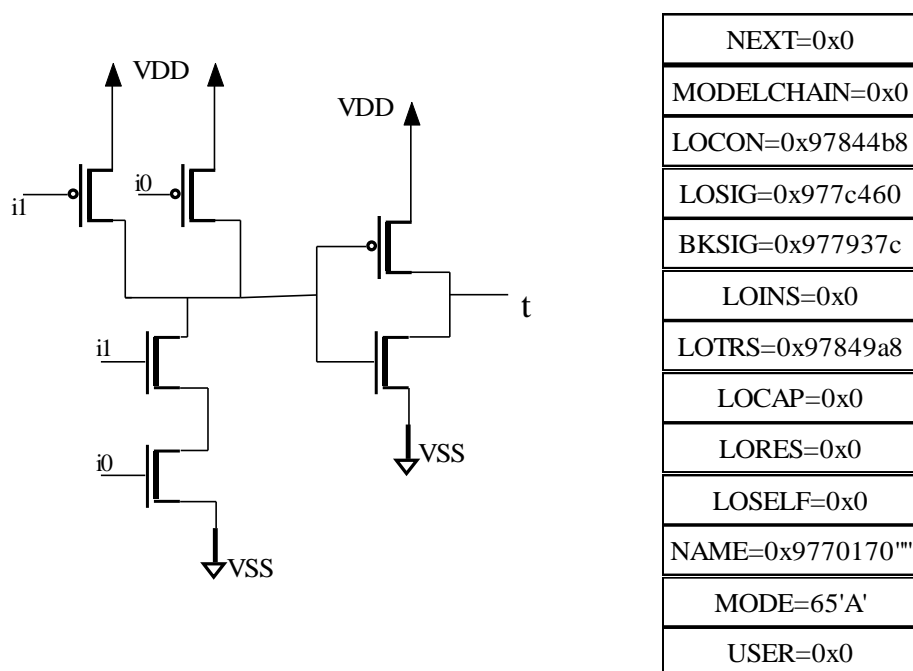 VDD
VDD
i1
i0
t
i1
i0
VSS
VSS
NEXT=0x0
MODELCHAIN=0x0
LOCON=0x97844b8
LOSIG=0x977c460
BKSIG=0x977937c
LOINS=0x0
LOTRS=0x97849a8
LOCAP=0x0
LORES=0x0
LOSELF=0x0
NAME=0x9770170""
MODE=65'A'
USER=0x0